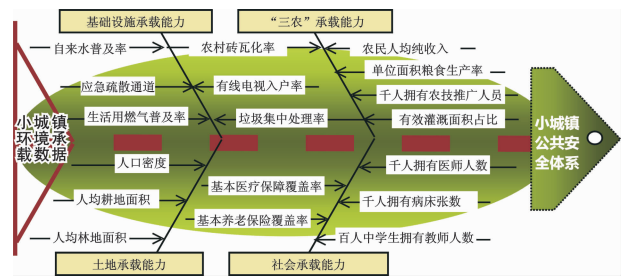 基础设施承载能力
“三农”承载能力
自来水普及率
农村砖瓦化率
农民人均纯收入
单位面积粮食生产率
应急疏散通道
有线电视入户率
千人拥有农技推广人员
生活用燃气普及率
垃圾集中处理率
有效灌溉面积占比
小城镇
环境承
载数据
小城镇
公共安
全体系
人口密度
千人拥有医师人数
基本医疗保障覆盖率
人均耕地面积
千人拥有病床张数
基本养老保险覆盖率
人均林地面积
百人中学生拥有教师人数
土地承载能力
社会承载能力